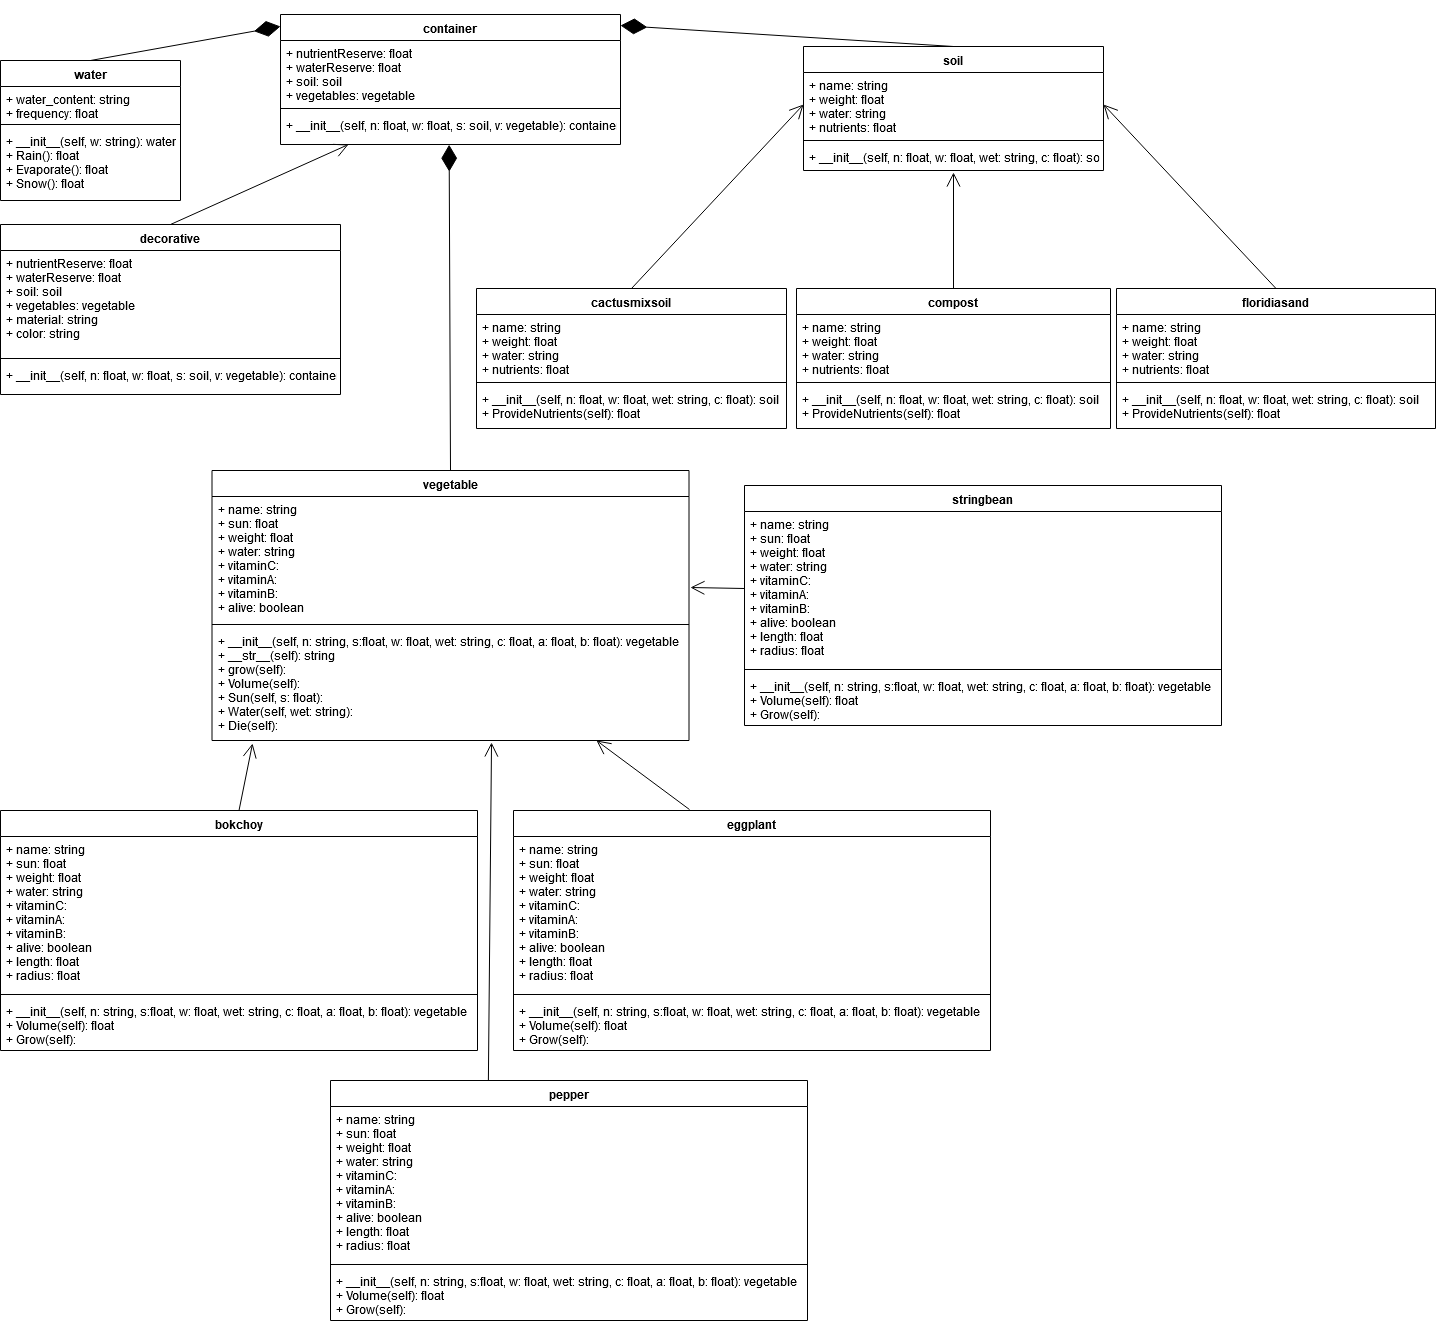 container
+ nutrientReserve: float
+ waterReserve: float
+ soil: soil
+ vegetables: vegetable
+ __init__(self, n: float, w: float, s: soil, v: vegetable): containe
water
+ water_content: string
+ frequency: float
+ __init__(self, w: string): water
+ Rain(): float
+ Evaporate(): float
+ Snow(): float
soil
+ name: string
+ weight: float
+ water: string
+ nutrients: float
+ __init__(self, n: float, w: float, wet: string, c: float): so
decorative
+ nutrientReserve: float
+ waterReserve: float
+ soil: soil
+ vegetables: vegetable
+ material: string
+ color: string
+ __init__(self, n: float, w: float, s: soil, v: vegetable): containe
cactusmixsoil
+ name: string
+ weight: float
+ water: string
+ nutrients: float
+ __init__(self, n: float, w: float, wet: string, c: float): soil
+ ProvideNutrients(self): float
compost
+ name: string
+ weight: float
+ water: string
+ nutrients: float
+ __init__(self, n: float, w: float, wet: string, c: float): soil
+ ProvideNutrients(self): float
floridiasand
+ name: string
+ weight: float
+ water: string
+ nutrients: float
+ __init__(self, n: float, w: float, wet: string, c: float): soil
+ ProvideNutrients(self): float
vegetable
+ name: string
+ sun: float
+ weight: float
+ water: string
+ vitaminC:
+ vitaminA:
+ vitaminB:
+ alive: boolean
+ __init__(self, n: string, s:float, w: float, wet: string, c: float, a: float, b: float): vegetable
+ __str__(self): string
+ grow(self):
+ Volume(self):
+ Sun(self, s: float):
+ Water(self, wet: string):
+ Die(self):
stringbean
+ name: string
+ sun: float
+ weight: float
+ water: string
+ vitaminC:
+ vitaminA:
+ vitaminB:
+ alive: boolean
+ length: float
+ radius: float
+ __init__(self, n: string, s:float, w: float, wet: string, c: float, a: float, b: float): vegetable
+ Volume(self): float
+ Grow(self):
bokchoy
+ name: string
+ sun: float
+ weight: float
+ water: string
+ vitaminC:
+ vitaminA:
+ vitaminB:
+ alive: boolean
+ length: float
+ radius: float
+ __init__(self, n: string, s:float, w: float, wet: string, c: float, a: float, b: float): vegetable
+ Volume(self): float
+ Grow(self):
eggplant
+ name: string
+ sun: float
+ weight: float
+ water: string
+ vitaminC:
+ vitaminA:
+ vitaminB:
+ alive: boolean
+ length: float
+ radius: float
+ __init__(self, n: string, s:float, w: float, wet: string, c: float, a: float, b: float): vegetable
+ Volume(self): float
+ Grow(self):
pepper
+ name: string
+ sun: float
+ weight: float
+ water: string
+ vitaminC:
+ vitaminA:
+ vitaminB:
+ alive: boolean
+ length: float
+ radius: float
+ __init__(self, n: string, s:float, w: float, wet: string, c: float, a: float, b: float): vegetable
+ Volume(self): float
+ Grow(self):